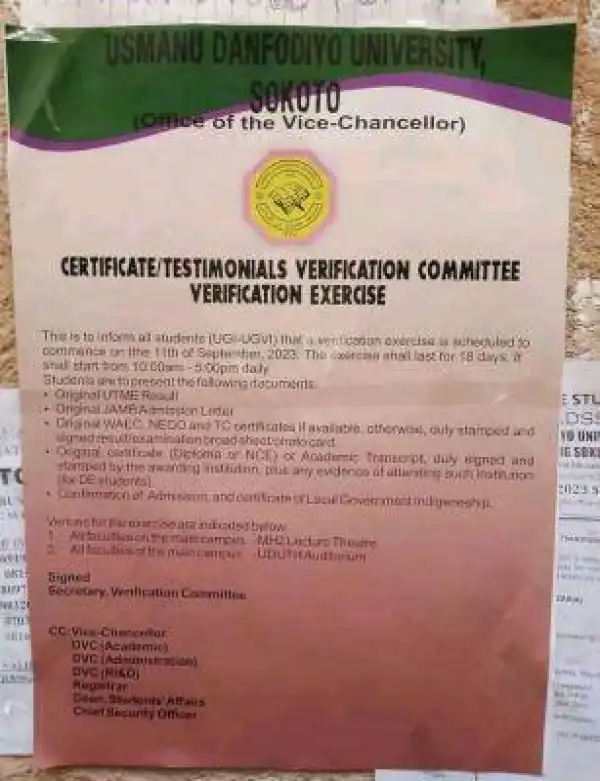 USMANU DANFODIYO UNIVERSITY,
SOKOTO
(Office of the Vice-Chancellor)
CERTIFICATE/TESTIMONIALS VERIFICATION COMMITTEE
VERIFICATION EXERCISE
This is to inform all students (UGI-UGVI) that a verification exercise is scheduled to
commence on the 11th of September, 2023. The exercise shall last for 18 days. It
shall start from 10:00am - 5:00pm daily.
Students are to present the following documents:
• Original UTME Result
• Original JAMB Admission Letter
• Original WAEC, NECO and TC certificates if available, otherwise, duly stamped and
signed result/examination broad sheet/photo card.
• Original certificate (Diploma or NCE) or Academic Transcript, duly signed and
stamped by the awarding institution, plus any evidence of attending such Institution
(for DE students)
• Confirmation of Admission, and certificate of Local Government Indigeneship.
Venues for the exercise are indicated below:
1. All faculties on the main campus -MH2 Lecture Theatre
2. All faculties of the main campus -UDUTH Auditorium
Signed
Secretary, Verification Committee
CC: Vice-Chancellor
DVC (Academic)
DVC (Administration)
DVC (RI&D)
Registrar
Dean, Students' Affairs
Chief Security Officer